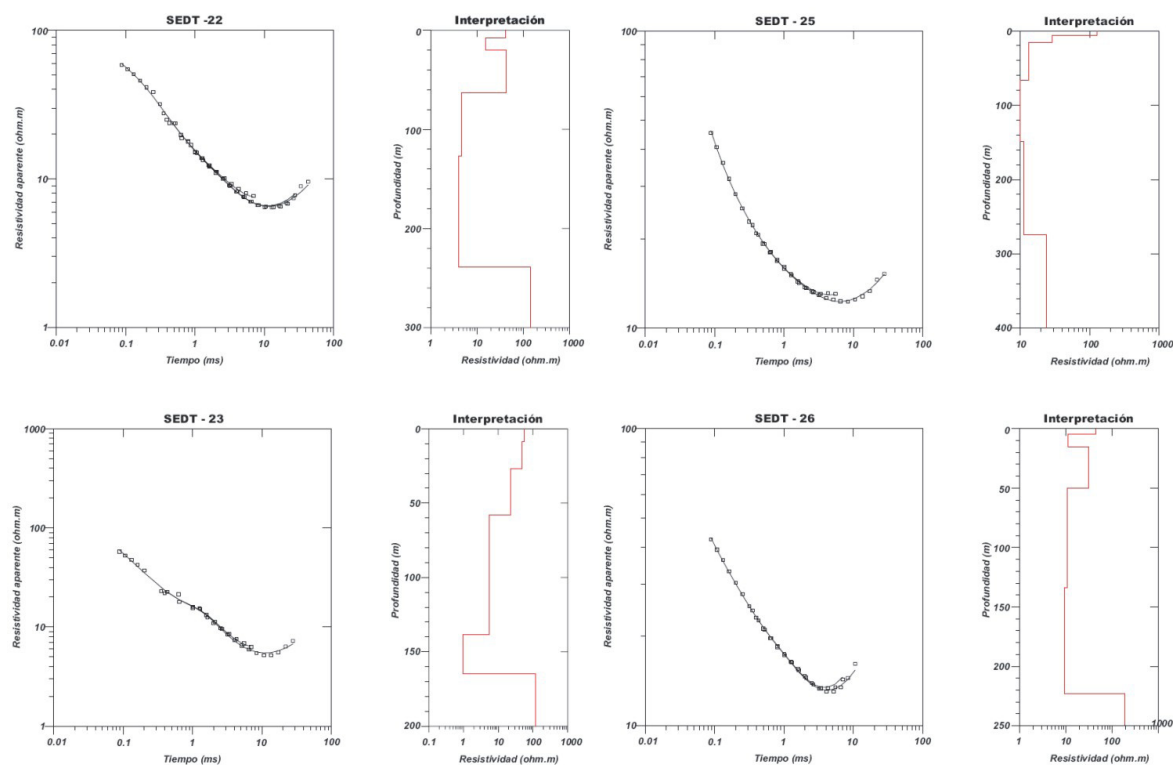 SEDT -22
Interpretación
100
10
1
0.01 0.1 1 10 100
Resistividad aparente (ohm.m)
Tiempo (ms)
0
100
200
300
1 10 100 1000
Profundidad (m)
Resistividad (ohm.m)
SEDT - 25
Interpretación
100
10
0.01 0.1 1 10 100
Resistividad aparente (ohm.m)
Tiempo (ms)
0
100
200
300
400
10 100 1000
Profundidad (m)
Resistividad (ohm.m)
SEDT - 23
Interpretación
1000
100
10
1
0.01 0.1 1 10 100
Resistividad aparente (ohm.m)
Tiempo (ms)
0
50
100
150
200
0.1 1 10 100 1000
Profundidad (m)
Resistividad (ohm.m)
SEDT - 26
Interpretación
100
10
0.01 0.1 1 10 100
Resistividad aparente (ohm.m)
Tiempo (ms)
0
50
100
150
200
250
1 10 100 1000
Profundidad (m)
Resistividad (ohm.m)